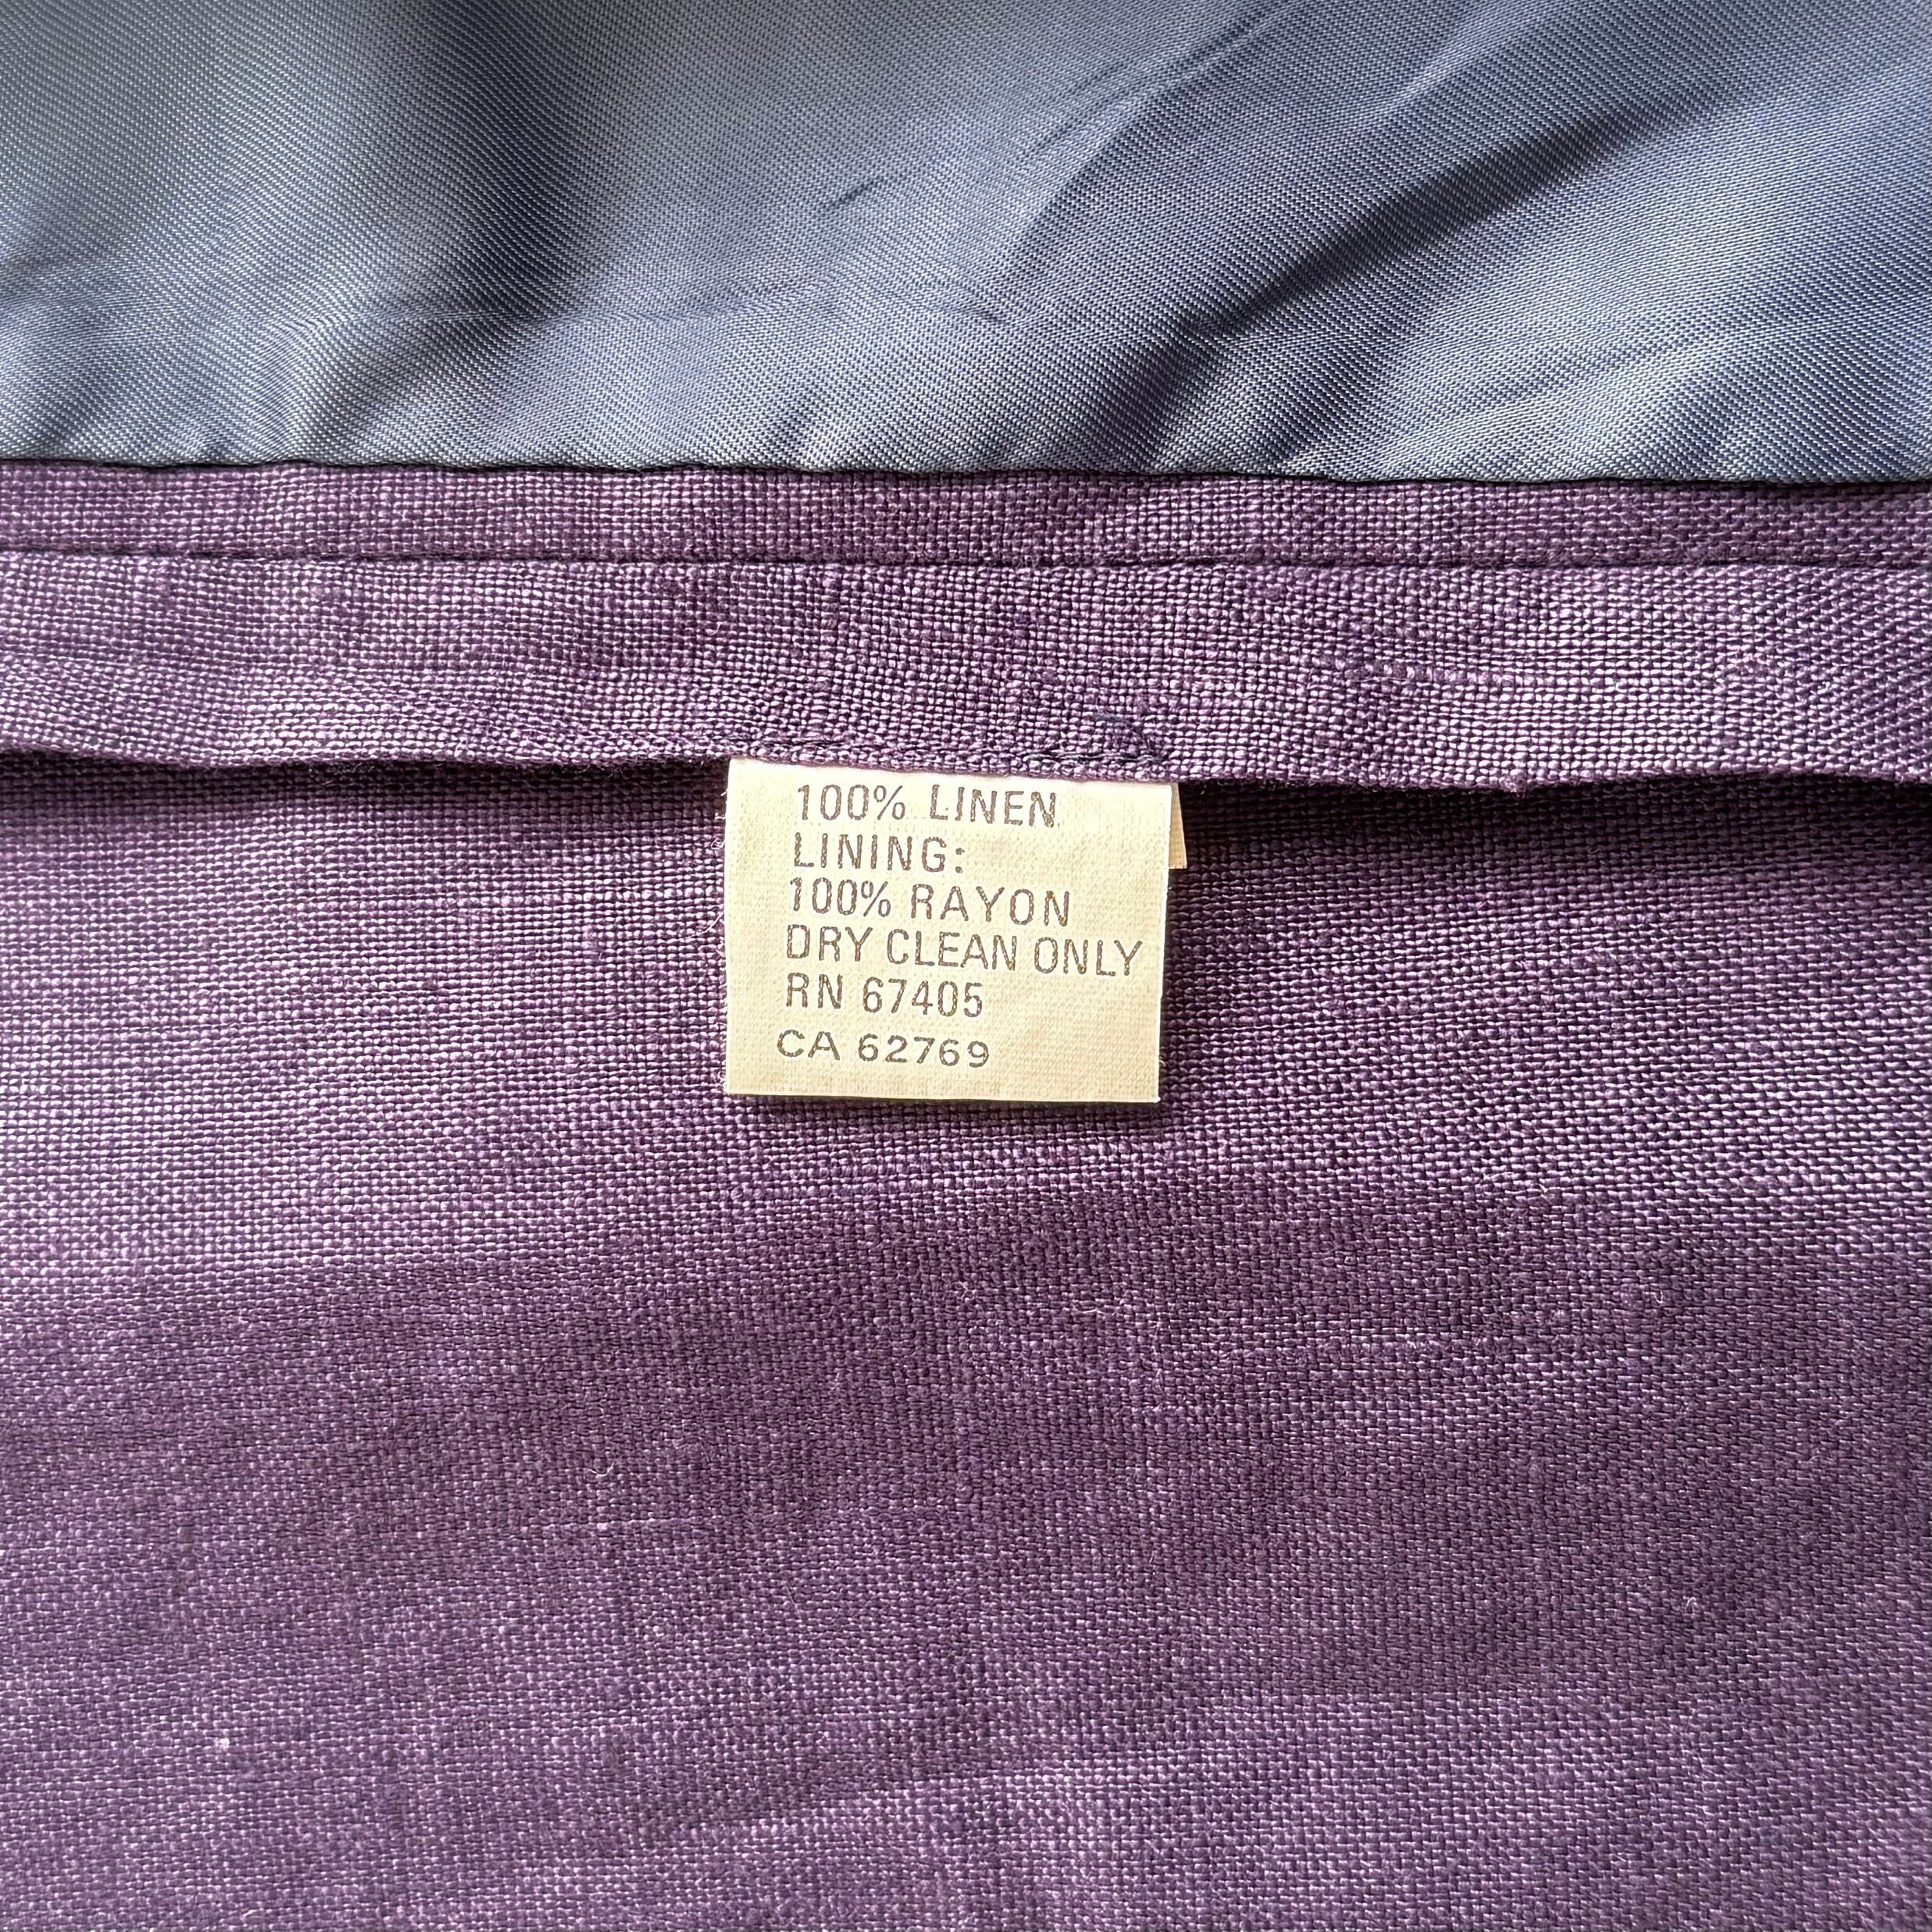 100% LINEN
LINING:
100% RAYON
DRY CLEAN ONLY
RN 67405
CA 62769